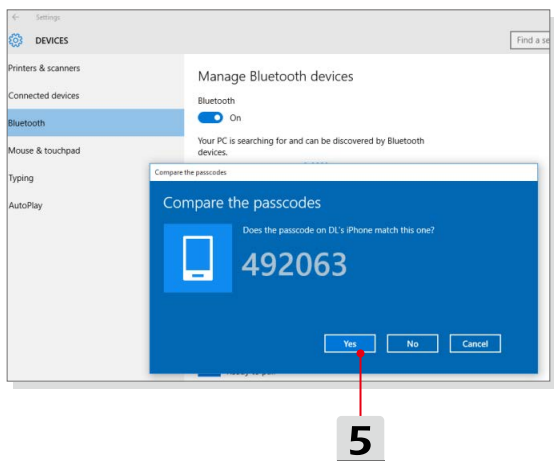 Settings
DEVICES
Find a se
Printers & scanners
Connected devices
Bluetooth
Mouse & touchpad
Typing
AutoPlay
Manage Bluetooth devices
Bluetooth
On
Your PC is searching for and can be discovered by Bluetooth
devices.
Compare the passcodes
Compare the passcodes
Does the passcode on DL's iPhone match this one?
492063
Yes
No
Cancel
5